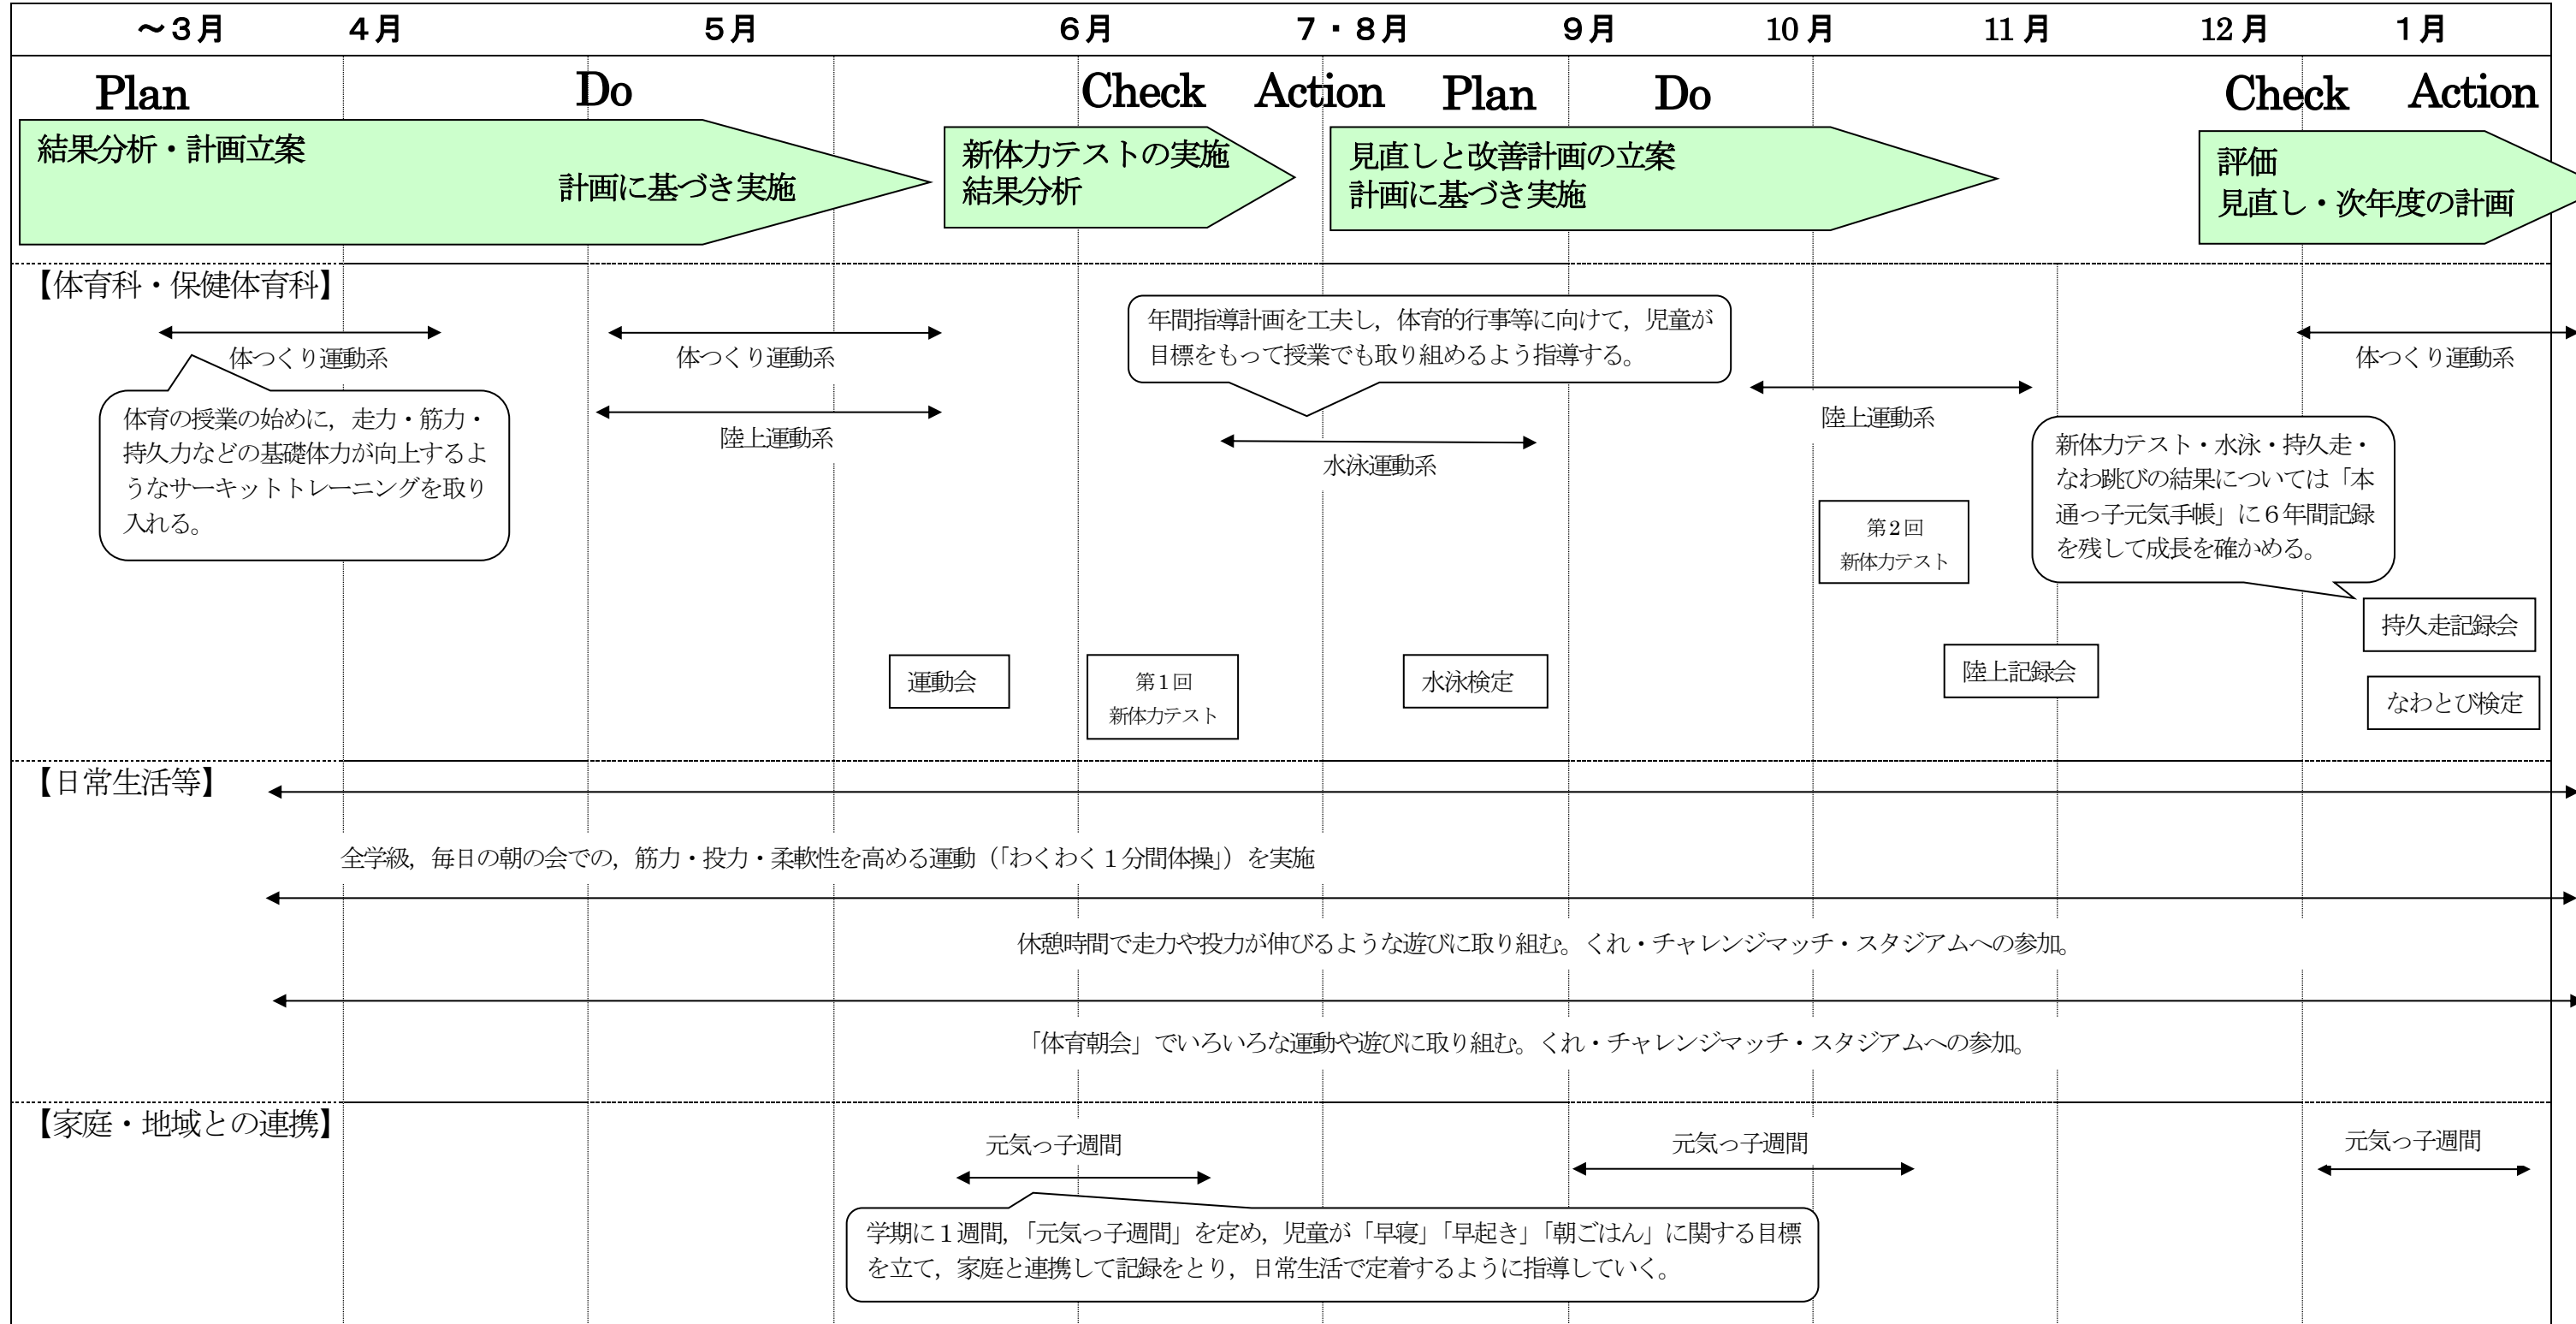 ～３月 ４月 ５月 ６月 ７・８月 ９月 10 月 11 月 12 月 １月
Plan Do Check Action Plan Do Check Action
結果分析・計画立案
計画に基づき実施
新体力テストの実施
結果分析
見直しと改善計画の立案
計画に基づき実施
評価
見直し・次年度の計画
【体育科・保健体育科】
体つくり運動系
体育の授業の始めに，走力・筋力・
持久力などの基礎体力が向上するよ
うなサーキットトレーニングを取り
入れる。
体つくり運動系
陸上運動系
年間指導計画を工夫し，体育的行事等に向けて，児童が
目標をもって授業でも取り組めるよう指導する。
水泳運動系
陸上運動系
体つくり運動系
新体力テスト・水泳・持久走・
なわ跳びの結果については「本
通っ子元気手帳」に６年間記録
を残して成長を確かめる。
第２回
新体力テスト
持久走記録会
運動会
第１回
新体力テスト
水泳検定
陸上記録会
なわとび検定
【日常生活等】
全学級，毎日の朝の会での，筋力・投力・柔軟性を高める運動（「わくわく１分間体操」）を実施
休憩時間で走力や投力が伸びるような遊びに取り組む。くれ・チャレンジマッチ・スタジアムへの参加。
「体育朝会」でいろいろな運動や遊びに取り組む。くれ・チャレンジマッチ・スタジアムへの参加。
【家庭・地域との連携】
元気っ子週間 元気っ子週間 元気っ子週間
学期に１週間，「元気っ子週間」を定め，児童が「早寝」「早起き」「朝ごはん」に関する目標
を立て，家庭と連携して記録をとり，日常生活で定着するように指導していく。